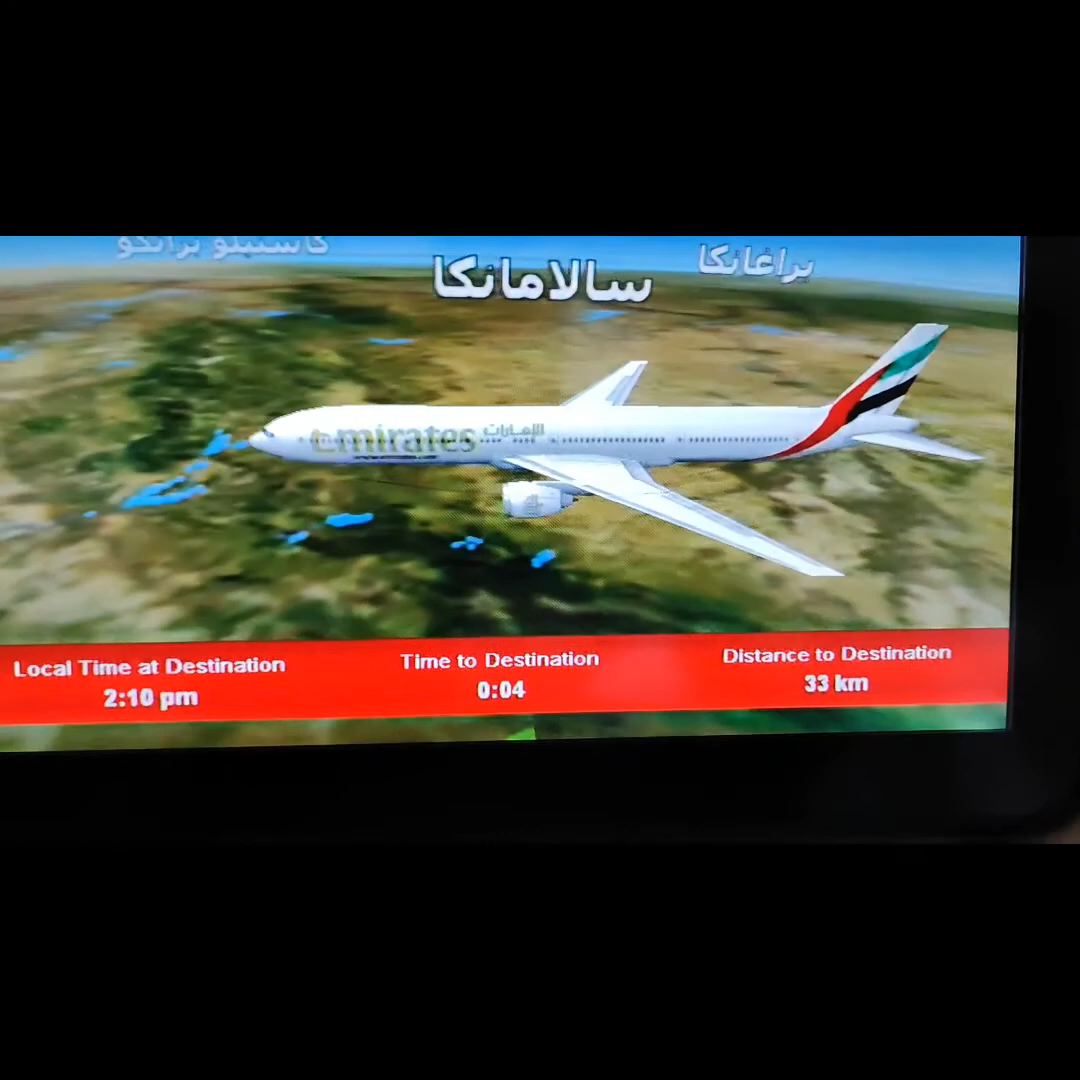 كاستيلو برانكو
سالامانكا
براغانكا
Emirates الإمارات
Local Time at Destination
2:10 pm
Time to Destination
0:04
Distance to Destination
33 km